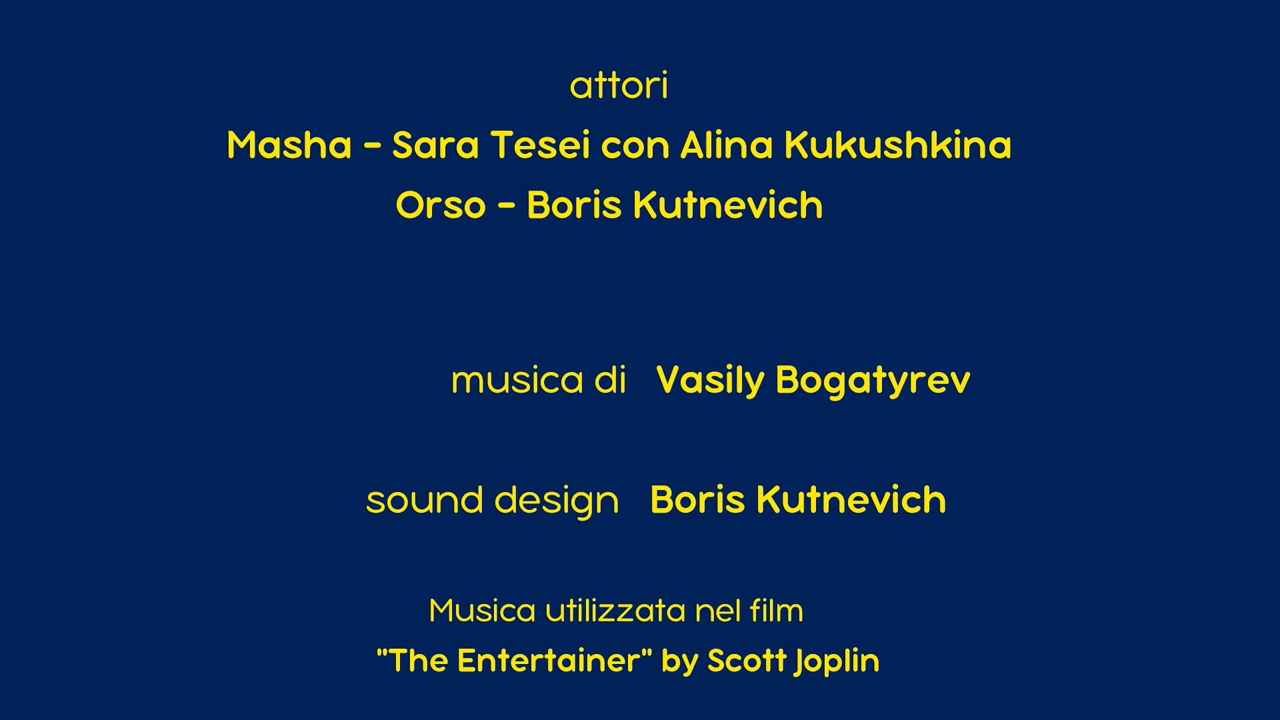 attori
Masha - Sara Tesei con Alina Kukushkina
Orso - Boris Kutnevich
musica di Vasily Bogatyrev
sound design Boris Kutnevich
Musica utilizzata nel film
"The Entertainer" by Scott Joplin